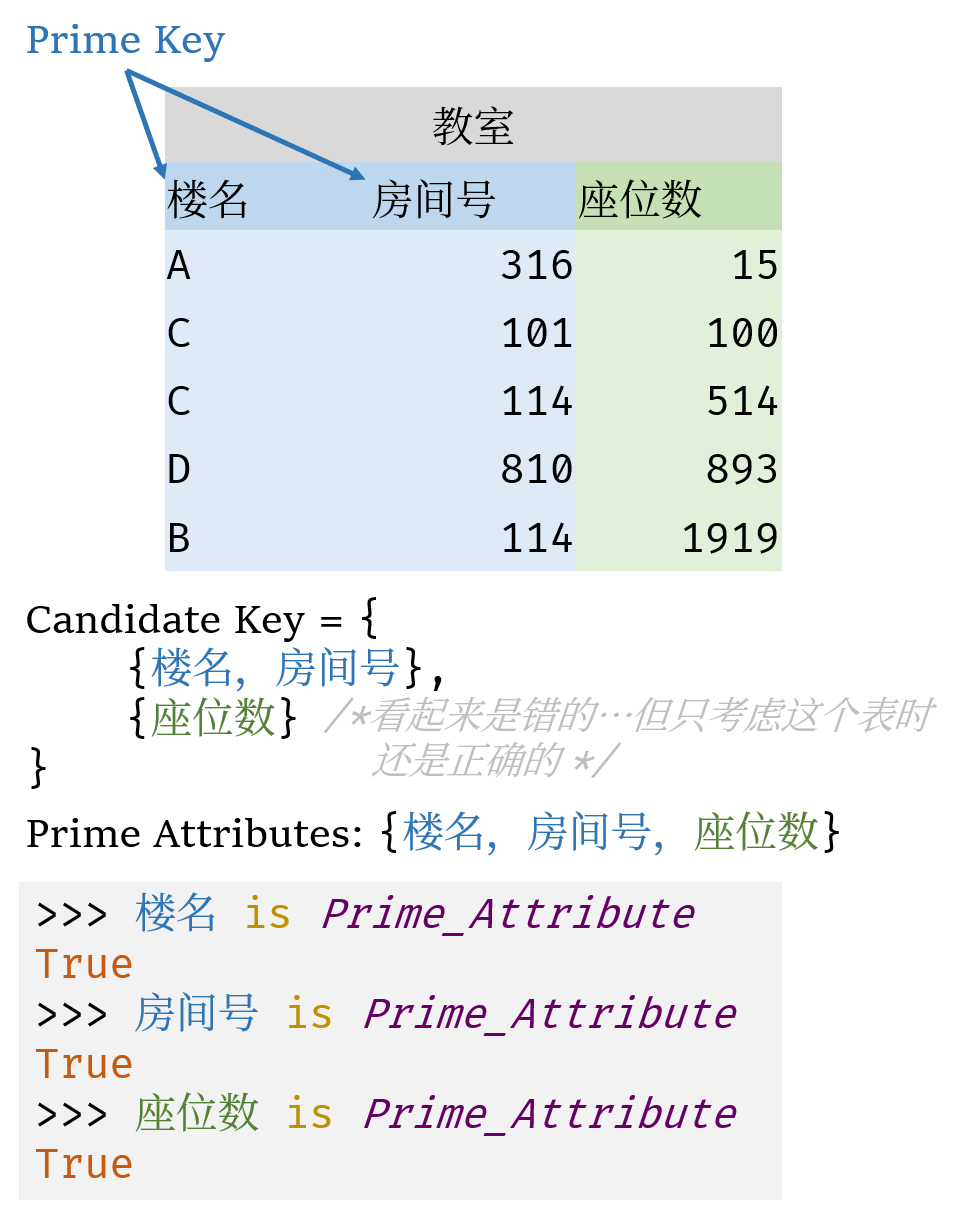 Prime Key
教室
楼名 房间号 座位数
A 316 15
C 101 100
C 114 514
D 810 893
B 114 1919
Candidate Key = {
{楼名，房间号},
{座位数} /*看起来是错的…但只考虑这个表时
还是正确的 */
}
Prime Attributes: {楼名，房间号，座位数}
>>> 楼名 is Prime_Attribute
True
>>> 房间号 is Prime_Attribute
True
>>> 座位数 is Prime_Attribute
True